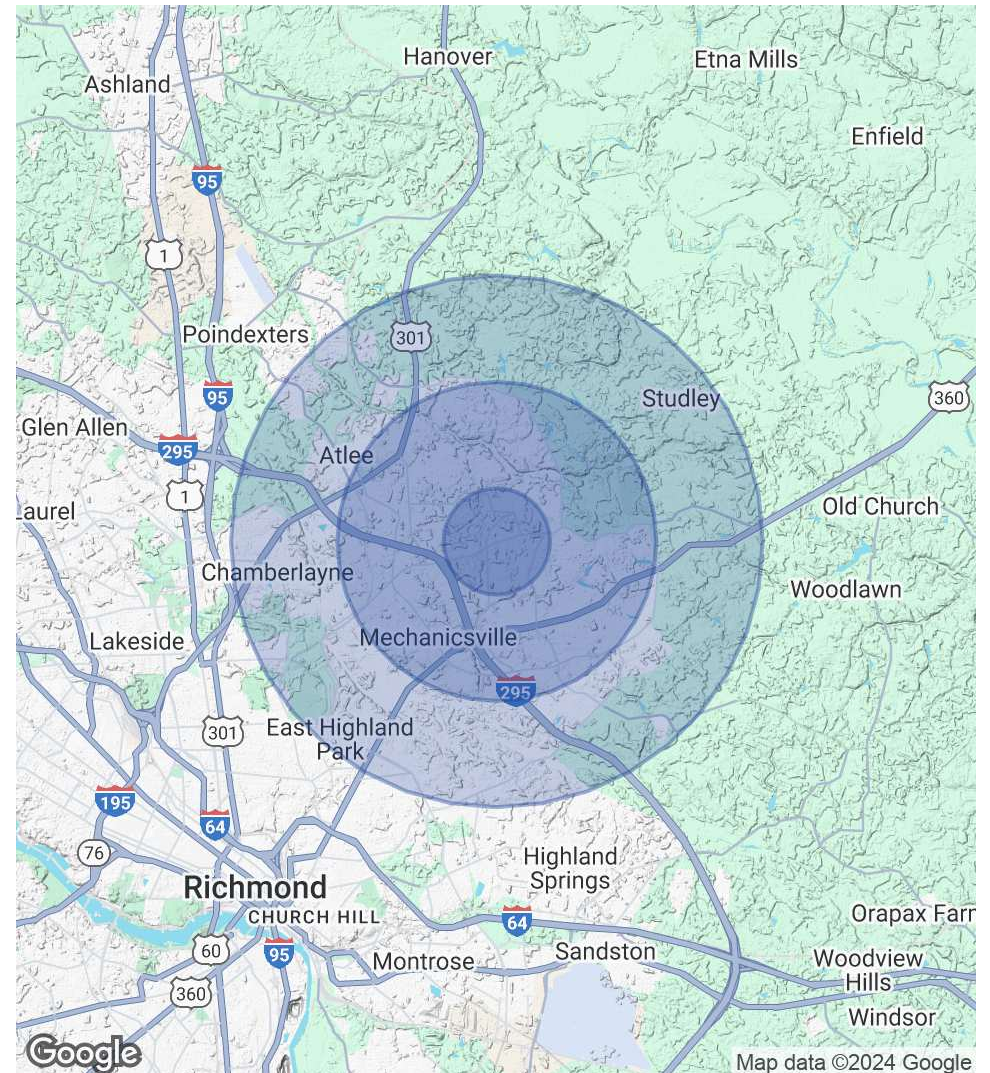 Hanover
Etna Mills
Ashland
Enfield
95
1
Poindexters
301
95
Studley
360
Glen Allen
295
Atlee
1
Laurel
Old Church
Chamberlayne
Woodlawn
Lakeside
Mechanicsville
295
301
East Highland
Park
195
64
76
Highland
Springs
Richmond
CHURCH HILL
64
Orapax Farm
60
95
Montrose
Sandston
Woodview
Hills
360
Windsor
Google
Map data ©2024 Google